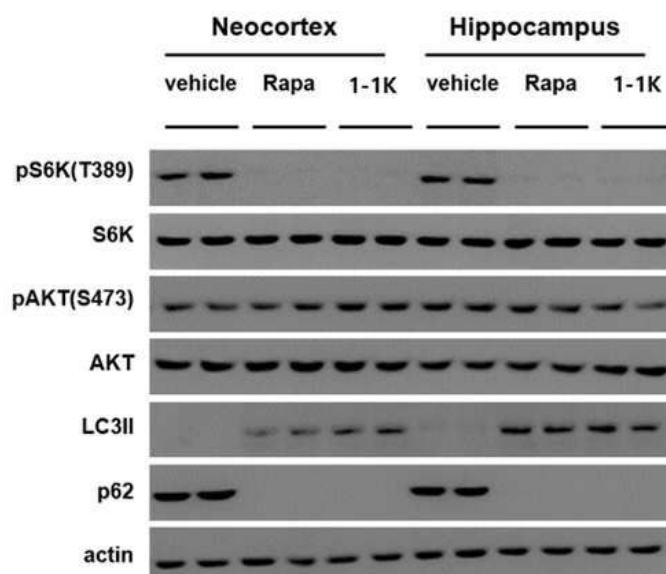 Neocortex Hippocampus
vehicle Rapa 1-1K vehicle Rapa 1-1K
pS6K(T389)
S6K
pAKT(S473)
AKT
LC3II
p62
actin